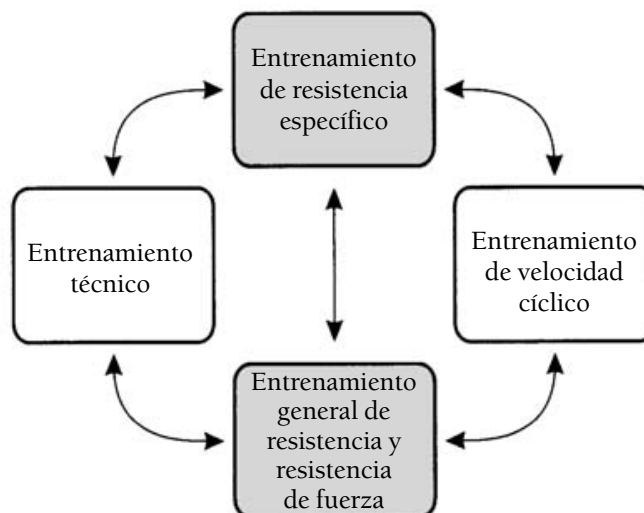 Entrenamiento
de resistencia
específico
Entrenamiento
técnico
Entrenamiento
de velocidad
cíclico
Entrenamiento
general de
resistencia y
resistencia
de fuerza